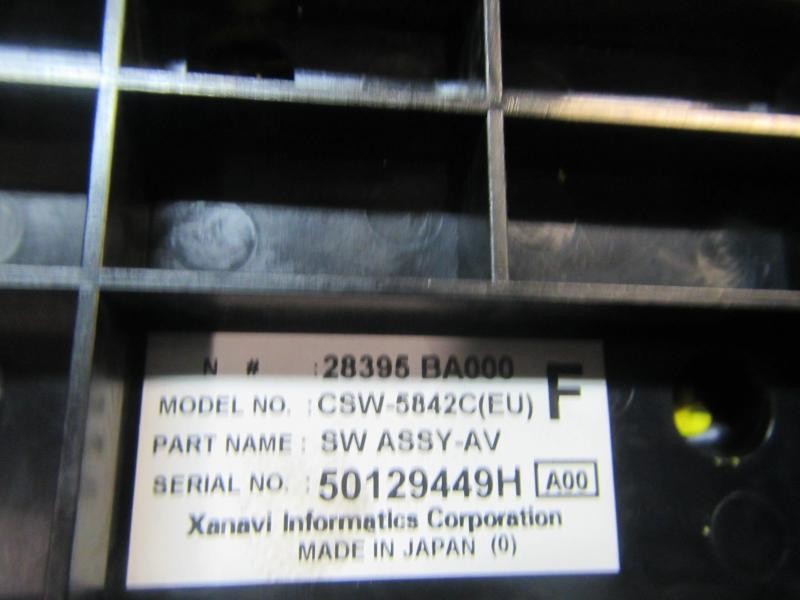 N # : 28395 BA000
F
MODEL NO. : CSW-5842C(EU)
PART NAME : SW ASSY-AV
SERIAL NO. : 50129449H A00
Xanavi Informatics Corporation
MADE IN JAPAN (0)